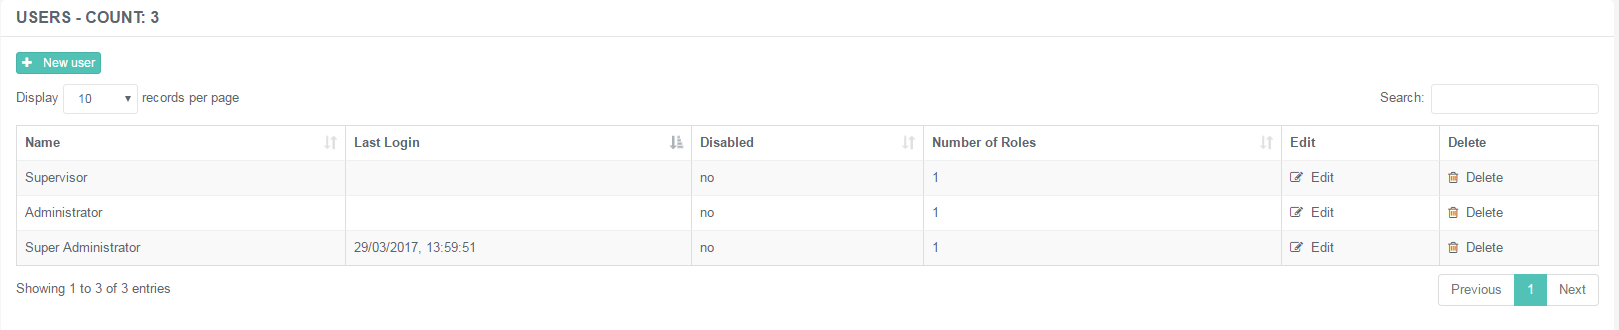 USERS - COUNT: 3
New user
Display 10 records per page Search:
Name Last Login Disabled Number of Roles Edit Delete
Supervisor no 1 Edit Delete
Administrator no 1 Edit Delete
Super Administrator 29/03/2017, 13:59:51 no 1 Edit Delete
Showing 1 to 3 of 3 entries Previous 1 Next